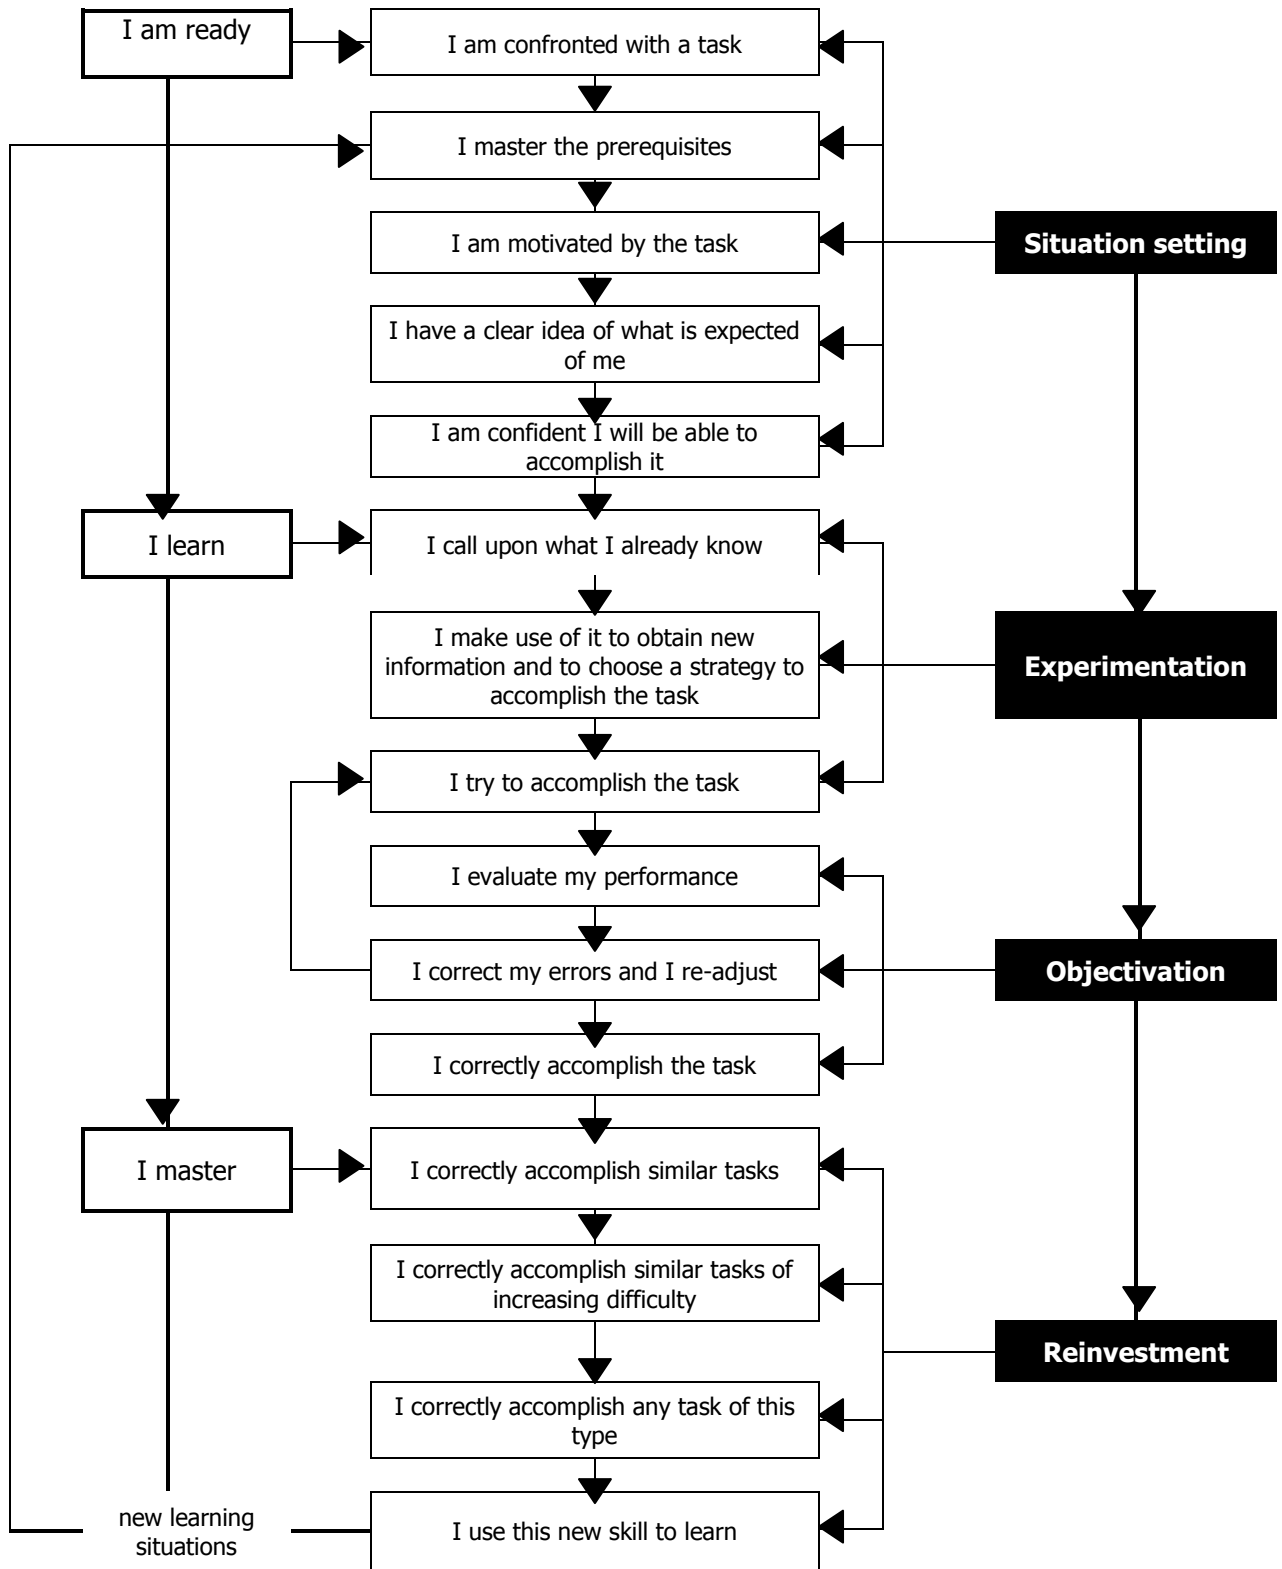 I am ready
I am confronted with a task
I master the prerequisites
I am motivated by the task
Situation setting
I have a clear idea of what is expected
of me
I am confident I will be able to
accomplish it
I learn
I call upon what I already know
I make use of it to obtain new
information and to choose a strategy to
accomplish the task
Experimentation
I try to accomplish the task
I evaluate my performance
I correct my errors and I re-adjust
Objectivation
I correctly accomplish the task
I master
I correctly accomplish similar tasks
I correctly accomplish similar tasks of
increasing difficulty
Reinvestment
I correctly accomplish any task of this
type
new learning
situations
I use this new skill to learn